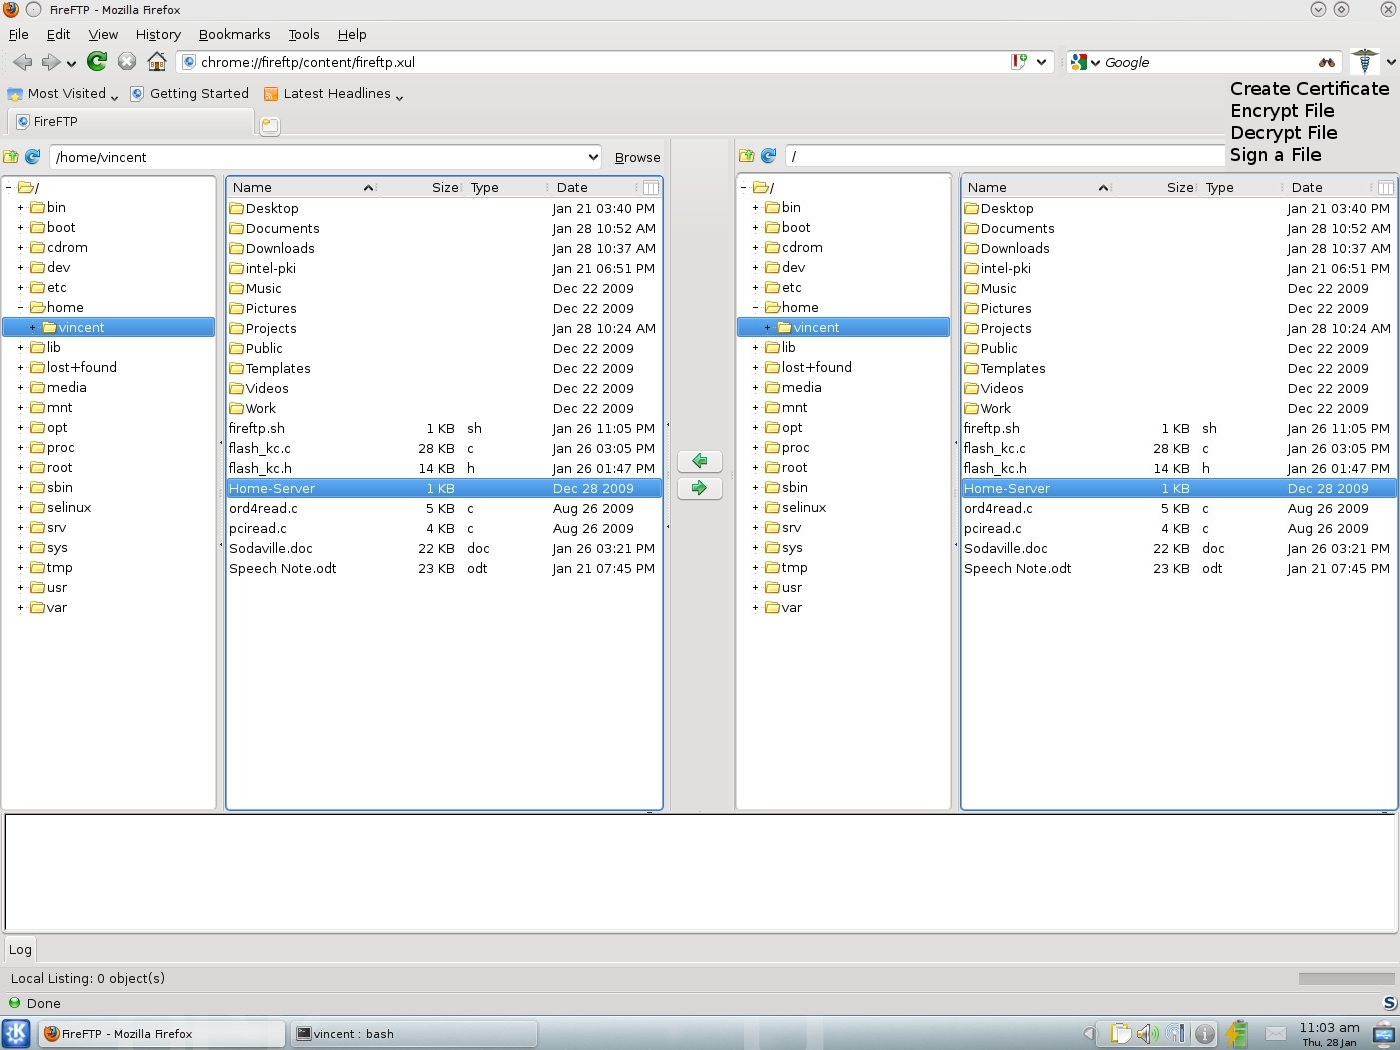 FireFTP - Mozilla Firefox
File Edit View History Bookmarks Tools Help
chrome://fireftp/content/fireftp.xul
Google
Most Visited Getting Started Latest Headlines
Create Certificate
Encrypt File
Decrypt File
Sign a File
FireFTP
/home/vincent Browse
/
/
bin
boot
cdrom
dev
etc
home
vincent
lib
lost+found
media
mnt
opt
proc
root
sbin
selinux
srv
sys
tmp
usr
var
Name Size Type Date
Desktop Jan 21 03:40 PM
Documents Jan 28 10:52 AM
Downloads Jan 28 10:37 AM
intel-pki Jan 21 06:51 PM
Music Dec 22 2009
Pictures Dec 22 2009
Projects Jan 28 10:24 AM
Public Dec 22 2009
Templates Dec 22 2009
Videos Dec 22 2009
Work Dec 22 2009
fireftp.sh 1 KB sh Jan 26 11:05 PM
flash_kc.c 28 KB c Jan 26 03:05 PM
flash_kc.h 14 KB h Jan 26 01:47 PM
Home-Server 1 KB Dec 28 2009
ord4read.c 5 KB c Aug 26 2009
pciread.c 4 KB c Aug 26 2009
Sodaville.doc 22 KB doc Jan 26 03:21 PM
Speech Note.odt 23 KB odt Jan 21 07:45 PM
/
bin
boot
cdrom
dev
etc
home
vincent
lib
lost+found
media
mnt
opt
proc
root
sbin
selinux
srv
sys
tmp
usr
var
Name Size Type Date
Desktop Jan 21 03:40 PM
Documents Jan 28 10:52 AM
Downloads Jan 28 10:37 AM
intel-pki Jan 21 06:51 PM
Music Dec 22 2009
Pictures Dec 22 2009
Projects Jan 28 10:24 AM
Public Dec 22 2009
Templates Dec 22 2009
Videos Dec 22 2009
Work Dec 22 2009
fireftp.sh 1 KB sh Jan 26 11:05 PM
flash_kc.c 28 KB c Jan 26 03:05 PM
flash_kc.h 14 KB h Jan 26 01:47 PM
Home-Server 1 KB Dec 28 2009
ord4read.c 5 KB c Aug 26 2009
pciread.c 4 KB c Aug 26 2009
Sodaville.doc 22 KB doc Jan 26 03:21 PM
Speech Note.odt 23 KB odt Jan 21 07:45 PM
Log
Local Listing: 0 object(s)
Done S
FireFTP - Mozilla Firefox vincent : bash 11:03 am
Thu, 28 Jan